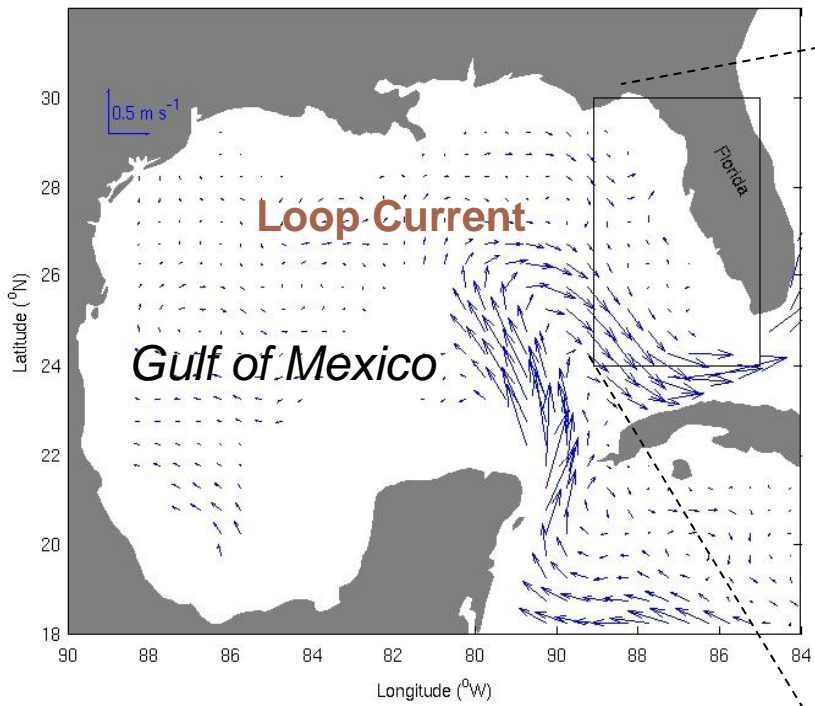 0.5 m s⁻¹
Florida
Loop Current
Gulf of Mexico
Latitude (°N)
30
28
26
24
22
20
18
90 88 86 84 82 80 90 88 86 84
Longitude (°W)